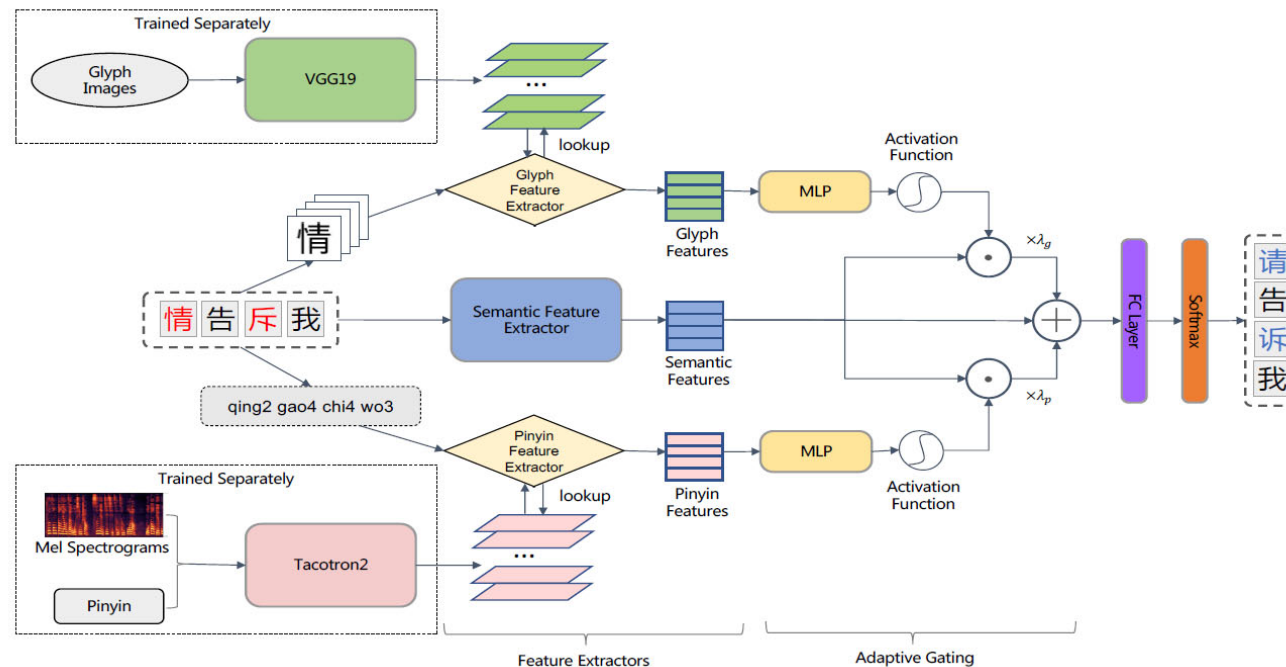 Trained Separately
Glyph
Images
VGG19
...
lookup
Glyph
Feature
Extractor
情
Glyph
Features
MLP
Activation
Function
×λg
情 告 斥 我
Semantic Feature
Extractor
Semantic
Features
FC Layer
Softmax
请
告
诉
我
qing2 gao4 chi4 wo3
Pinyin
Feature
Extractor
lookup
Pinyin
Features
MLP
Activation
Function
×λp
Trained Separately
Mel Spectrograms
Pinyin
Tacotron2
...
Feature Extractors
Adaptive Gating